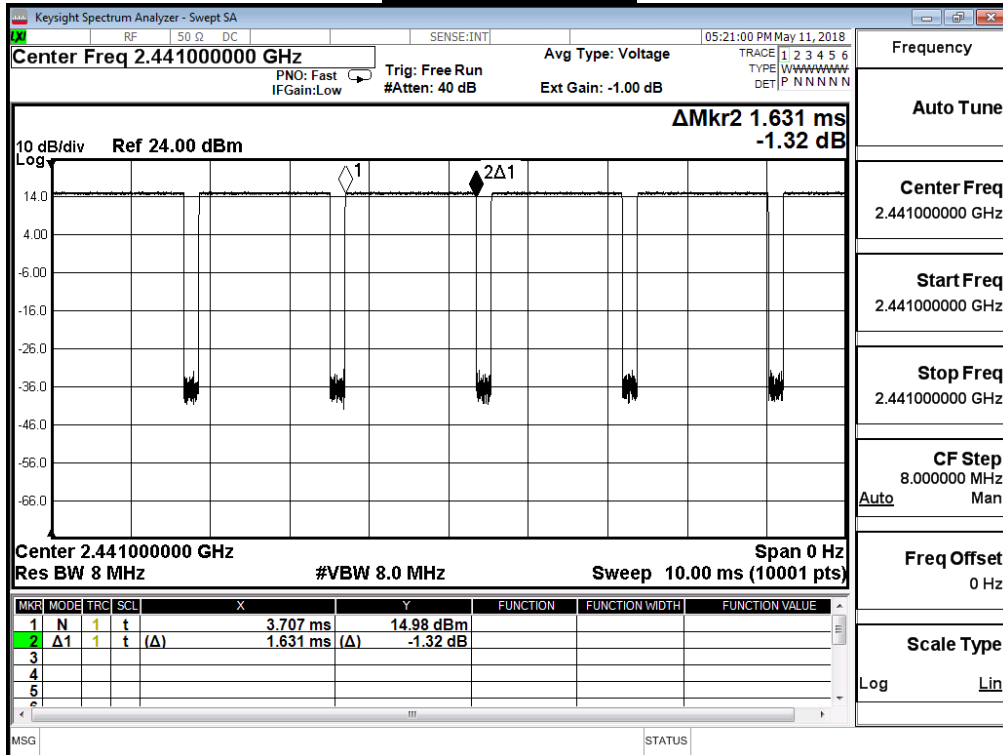 Keysight Spectrum Analyzer - Swept SA
LXI RF 50 Ω DC SENSE:INT 05:21:00 PM May 11, 2018
Center Freq 2.441000000 GHz
PNO: Fast
IFGain:Low
Trig: Free Run
#Atten: 40 dB
Avg Type: Voltage
Ext Gain: -1.00 dB
TRACE 1 2 3 4 5 6
TYPE WWWWWW
DET P N N N N N
ΔMkr2 1.631 ms
-1.32 dB
10 dB/div Ref 24.00 dBm
Log
1
2Δ1
14.0
4.00
-6.00
-16.0
-26.0
-36.0
-46.0
-56.0
-66.0
Center 2.441000000 GHz Span 0 Hz
Res BW 8 MHz #VBW 8.0 MHz Sweep 10.00 ms (10001 pts)
MKR MODE TRC SCL X Y FUNCTION FUNCTION WIDTH FUNCTION VALUE
1 N 1 t 3.707 ms 14.98 dBm
2 Δ1 1 t (Δ) 1.631 ms (Δ) -1.32 dB
3
4
5
6
MSG STATUS
Frequency
Auto Tune
Center Freq
2.441000000 GHz
Start Freq
2.441000000 GHz
Stop Freq
2.441000000 GHz
CF Step
8.000000 MHz
Auto Man
Freq Offset
0 Hz
Scale Type
Log Lin